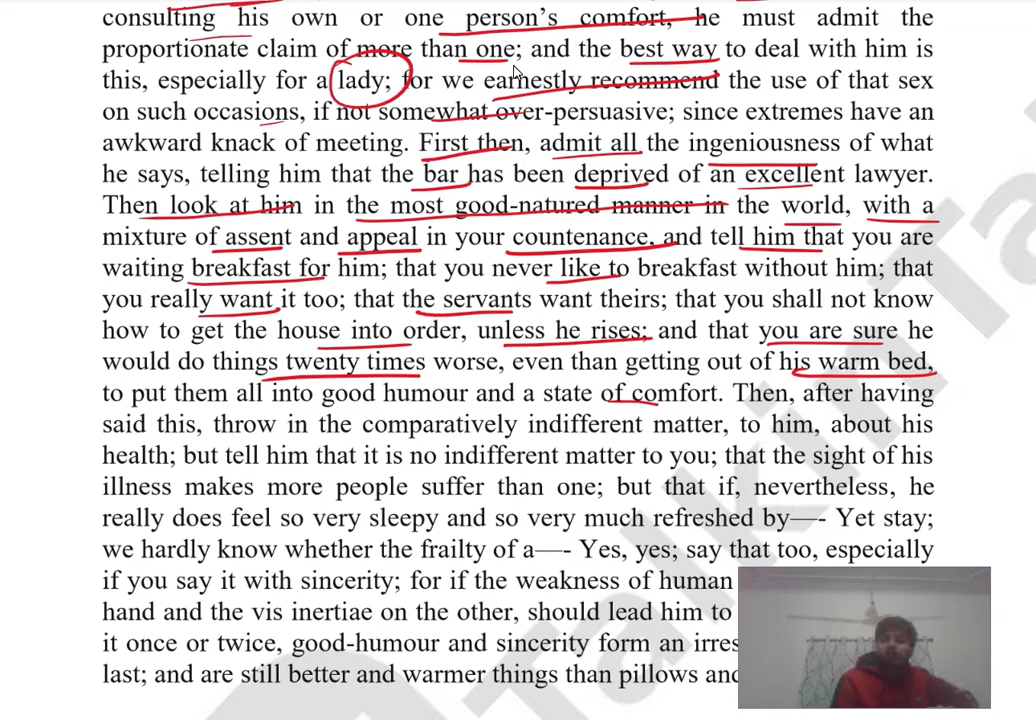 consulting his own or one person's comfort, he must admit the
proportionate claim of more than one; and the best way to deal with him is
this, especially for a lady; for we earnestly recommend the use of that sex
on such occasions, if not somewhat over-persuasive; since extremes have an
awkward knack of meeting. First then, admit all the ingeniousness of what
he says, telling him that the bar has been deprived of an excellent lawyer.
Then look at him in the most good-natured manner in the world, with a
mixture of assent and appeal in your countenance, and tell him that you are
waiting breakfast for him; that you never like to breakfast without him; that
you really want it too; that the servants want theirs; that you shall not know
how to get the house into order, unless he rises; and that you are sure he
would do things twenty times worse, even than getting out of his warm bed,
to put them all into good humour and a state of comfort. Then, after having
said this, throw in the comparatively indifferent matter, to him, about his
health; but tell him that it is no indifferent matter to you; that the sight of his
illness makes more people suffer than one; but that if, nevertheless, he
really does feel so very sleepy and so very much refreshed by—- Yet stay;
we hardly know whether the frailty of a—- Yes, yes; say that too, especially
if you say it with sincerity; for if the weakness of human
hand and the vis inertiae on the other, should lead him to
it once or twice, good-humour and sincerity form an
last; and are still better and warmer things than pillows